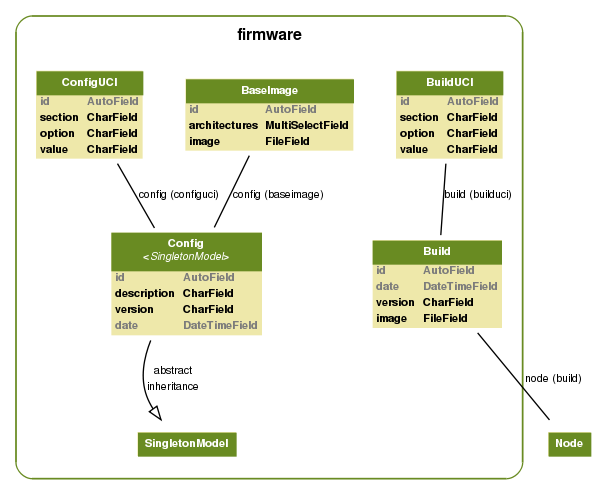 firmware
ConfigUCI
id AutoField
section CharField
option CharField
value CharField
BaseImage
id AutoField
architectures MultiSelectField
image FileField
BuildUCI
id AutoField
section CharField
option CharField
value CharField
config (configuci)
config (baseimage)
build (builduci)
Config
<SingletonModel>
id AutoField
description CharField
version CharField
date DateTimeField
Build
id AutoField
date DateTimeField
version CharField
image FileField
abstract
inheritance
node (build)
SingletonModel
Node